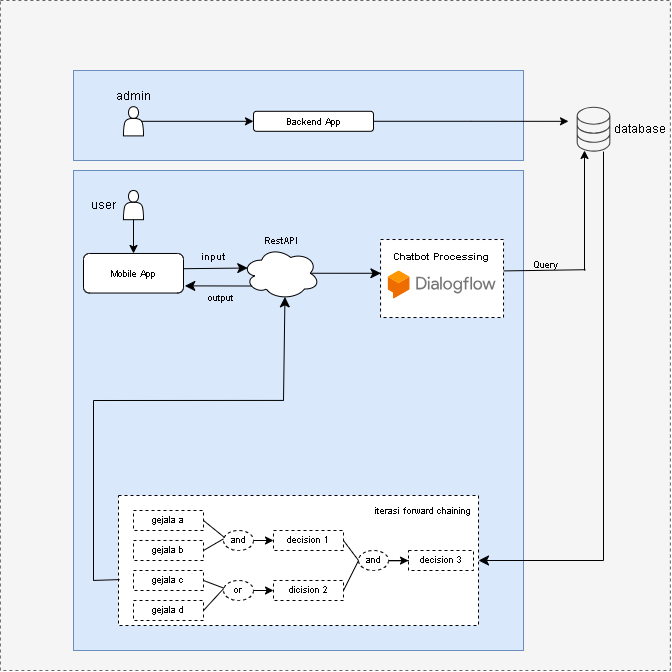 admin
Backend App
database
user
RestAPI
Mobile App
input
output
Chatbot Processing
Dialogflow
Query
iterasi forward chaining
gejala a
gejala b
and
decision 1
gejala c
gejala d
or
dicision 2
and
decision 3